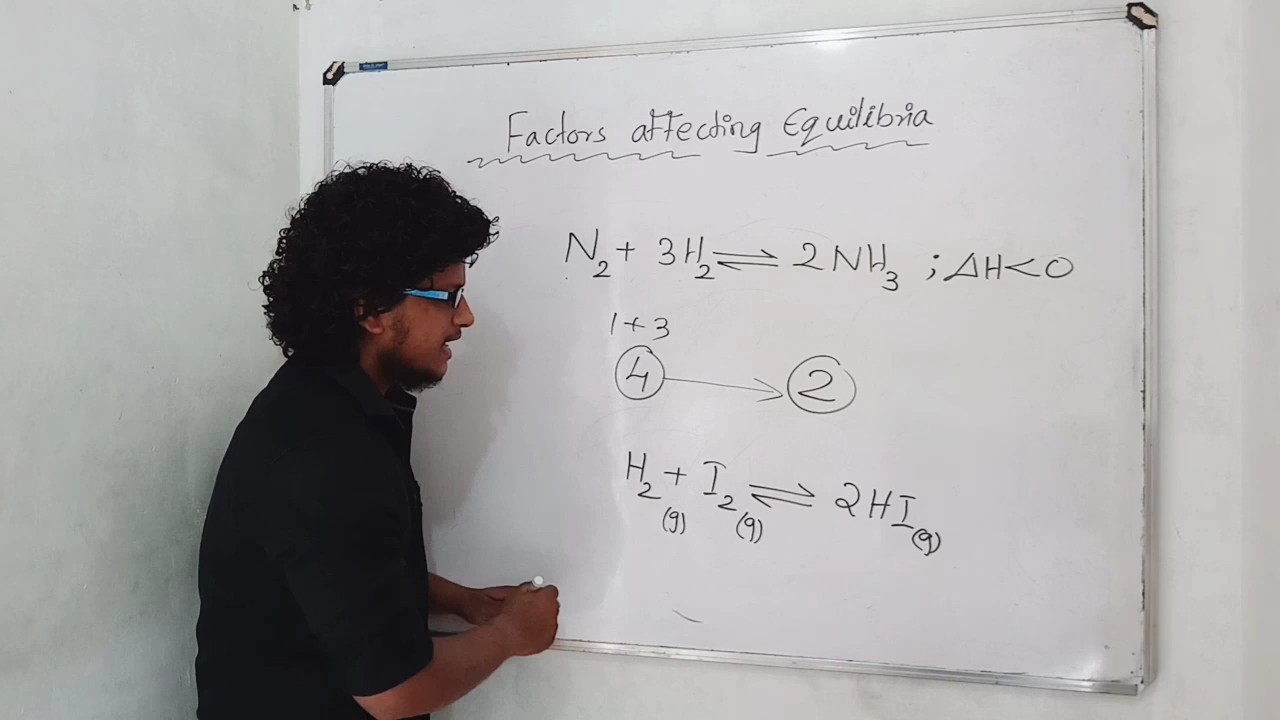 Factors affecting Equilibria
N₂ + 3H₂ ⇌ 2NH₃ ; ΔH<0
1+3
4 → 2
H₂(g) + I₂(g) ⇌ 2HI(g)